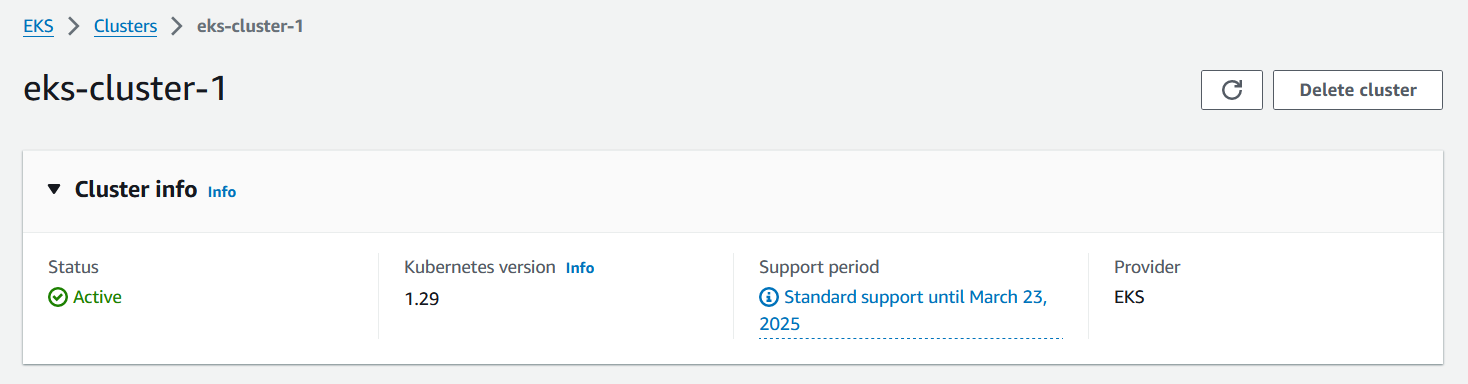 EKS > Clusters > eks-cluster-1
eks-cluster-1
Delete cluster
Cluster info Info
Status
Active
Kubernetes version Info
1.29
Support period
Standard support until March 23,
2025
Provider
EKS